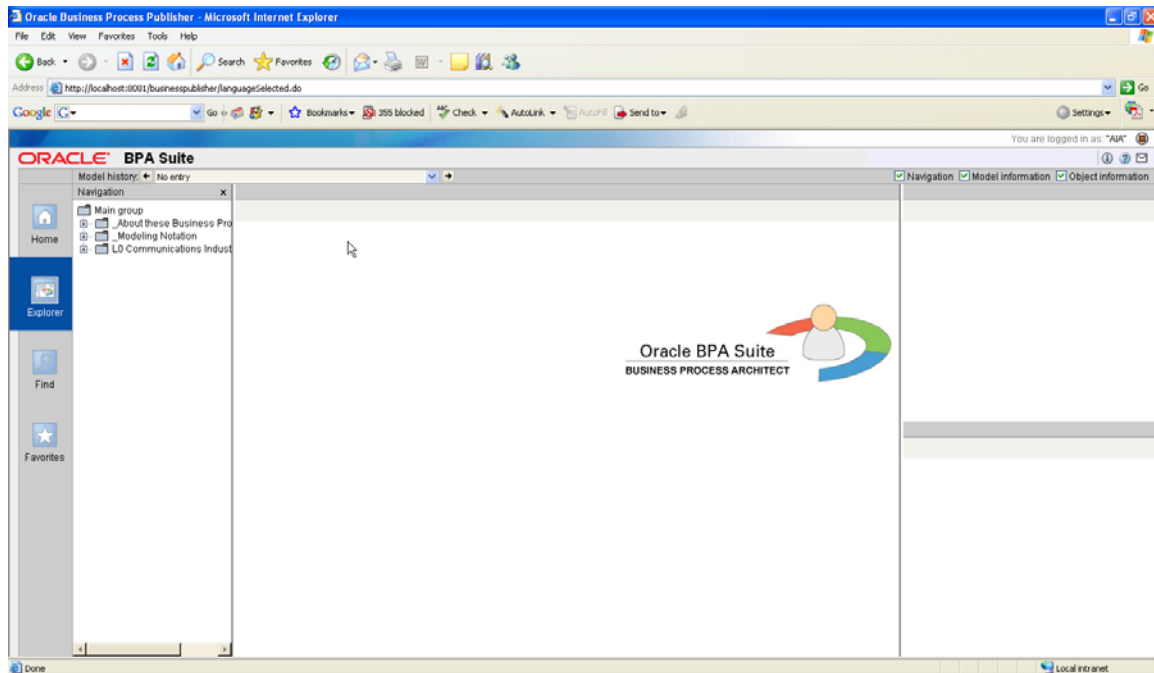 Oracle Business Process Publisher - Microsoft Internet Explorer
File Edit View Favorites Tools Help
Back Search Favorites
Address http://localhost:0001/businesspublisher/languageSelected.do Go
Google Go Bookmarks 355 blocked Check AutoLink AutoFill Send to Settings
You are logged in as: "AIA"
ORACLE BPA Suite
Model history: No entry Navigation Model information Object information
Navigation x
Main group
_About these Business Pro
_Modeling Notation
L0 Communications Indust
Home
Explorer
Find
Favorites
Oracle BPA Suite
BUSINESS PROCESS ARCHITECT
Done Local intranet